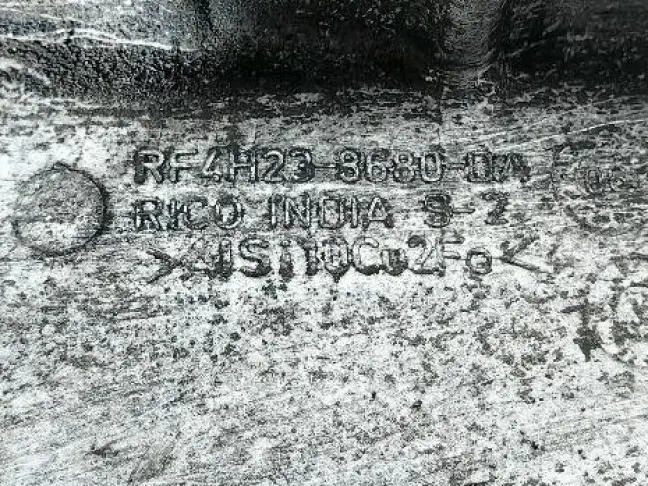 RF4H23-8680-DA
RICO INDIA S-2
>AlSi10Cu2Fe<